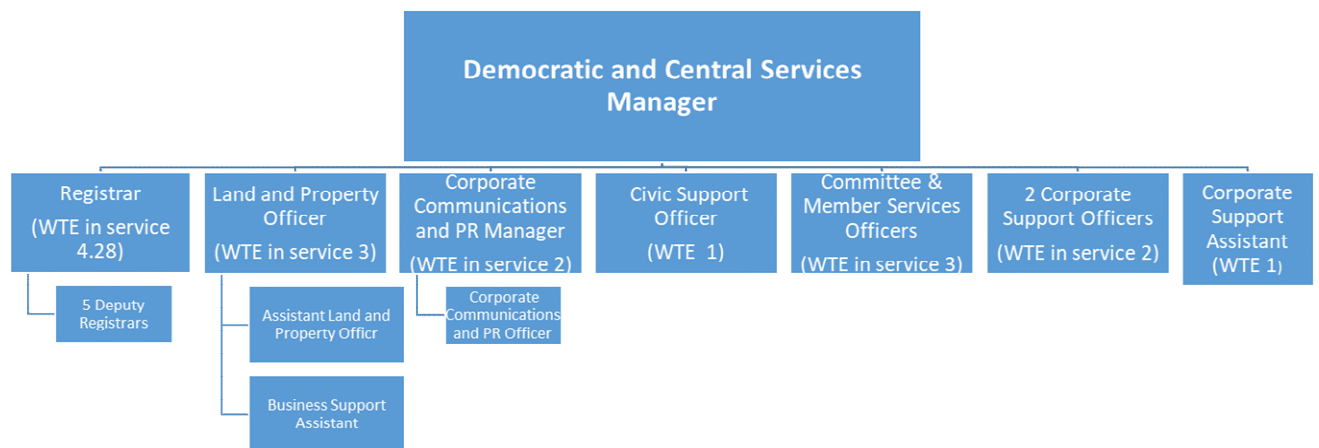 Democratic and Central Services
Manager
Registrar
(WTE in service
4.28)
Land and Property
Officer
(WTE in service 3)
Corporate
Communications
and PR Manager
(WTE in service 2)
Civic Support
Officer
(WTE 1)
Committee &
Member Services
Officers
(WTE in service 3)
2 Corporate
Support Officers
(WTE in service 2)
Corporate
Support
Assistant
(WTE 1)
5 Deputy
Registrars
Assistant Land and
Property Officr
Business Support
Assistant
Corporate
Communications
and PR Officer